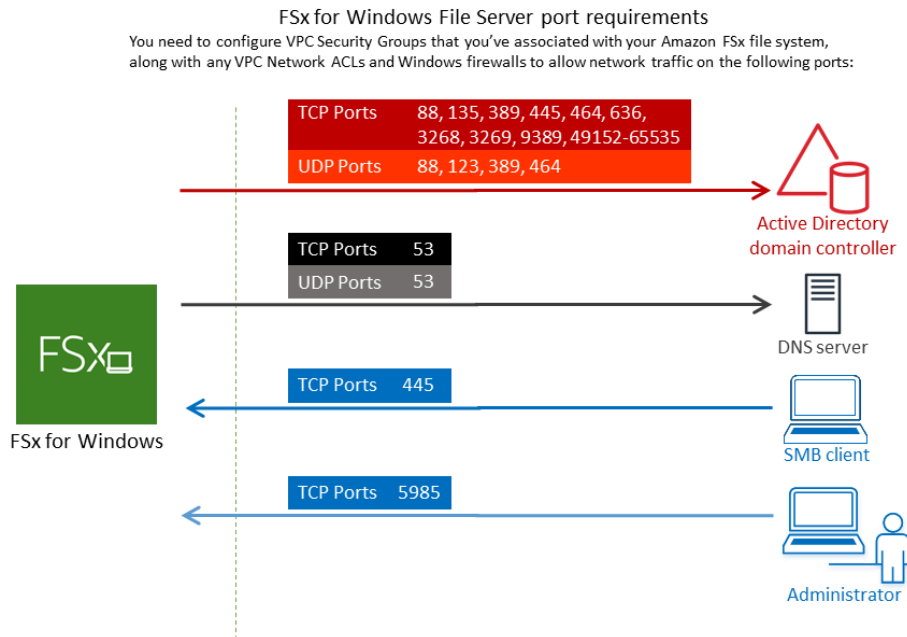 FSx for Windows File Server port requirements
You need to configure VPC Security Groups that you've associated with your Amazon FSx file system,
along with any VPC Network ACLs and Windows firewalls to allow network traffic on the following ports:
TCP Ports 88, 135, 389, 445, 464, 636,
3268, 3269, 9389, 49152-65535
UDP Ports 88, 123, 389, 464
Active Directory
domain controller
TCP Ports 53
UDP Ports 53
DNS server
FSx
FSx for Windows
TCP Ports 445
SMB client
TCP Ports 5985
Administrator